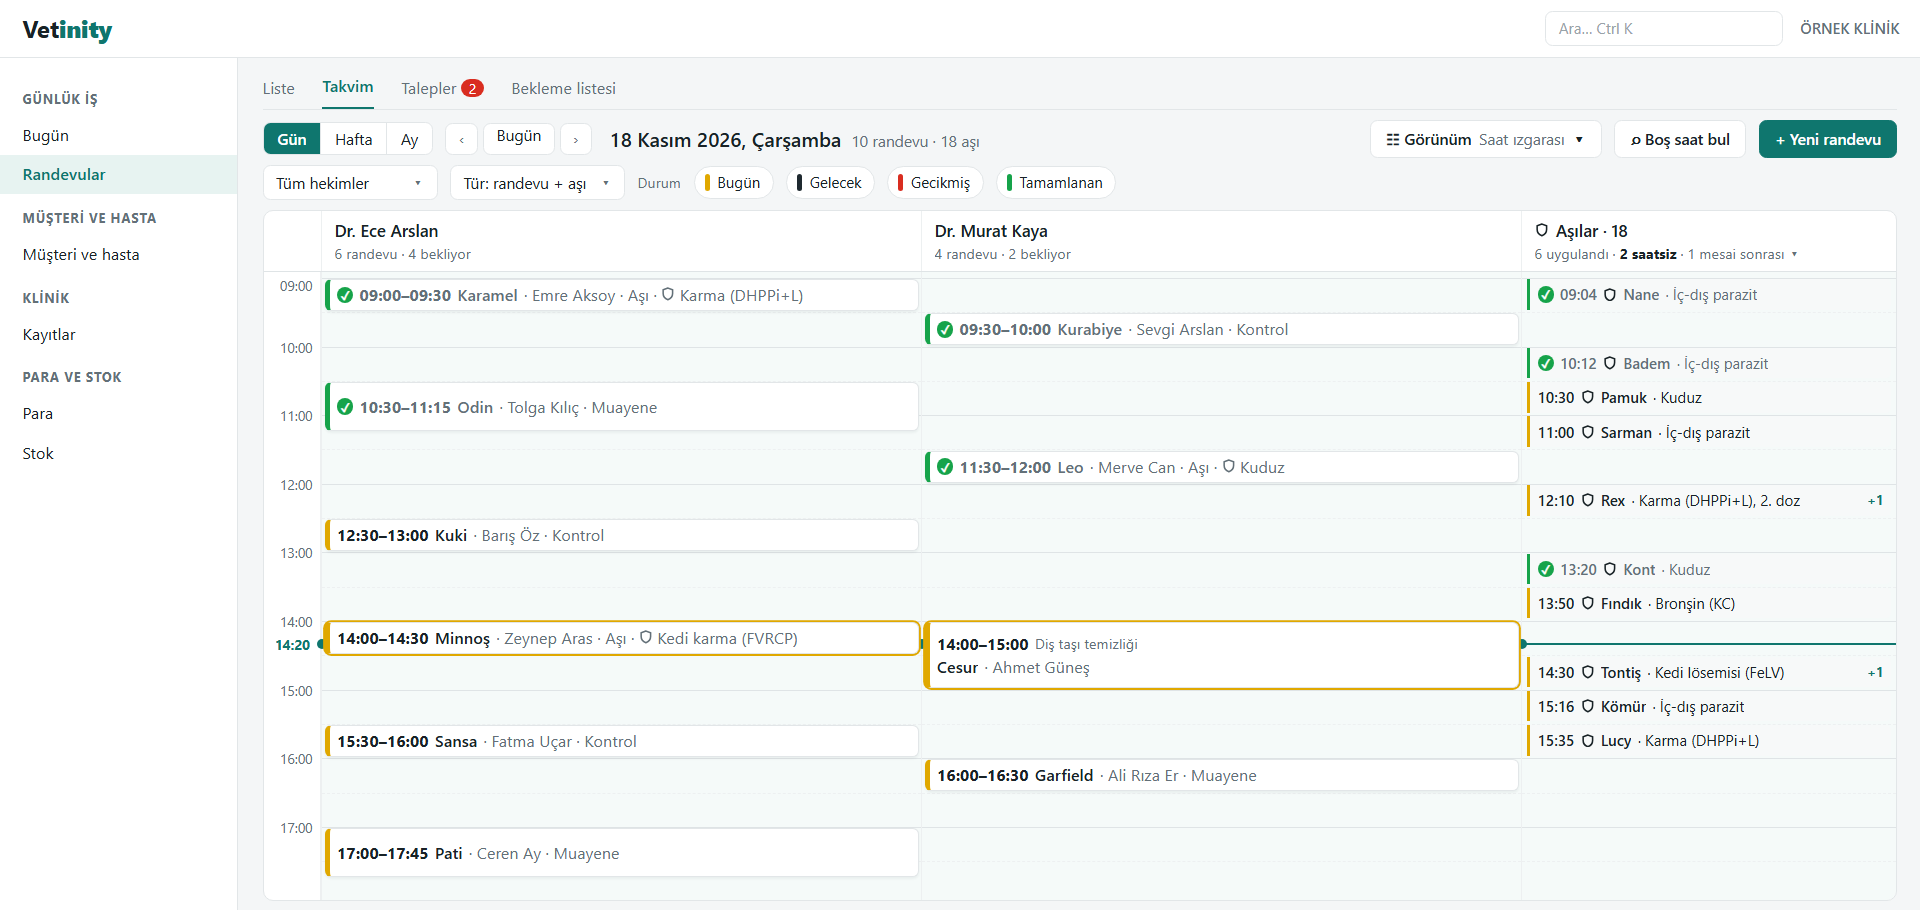 Vetinity
Ara... Ctrl K
ÖRNEK KLİNİK
GÜNLÜK İŞ
Bugün
Randevular
MÜŞTERİ VE HASTA
Müşteri ve hasta
KLİNİK
Kayıtlar
PARA VE STOK
Para
Stok
Liste Takvim Talepler 2 Bekleme listesi
Gün Hafta Ay ‹ Bugün › 18 Kasım 2026, Çarşamba 10 randevu · 18 aşı
Görünüm Saat ızgarası ▾ Boş saat bul + Yeni randevu
Tüm hekimler ▾ Tür: randevu + aşı ▾ Durum Bugün Gelecek Gecikmiş Tamamlanan
Dr. Ece Arslan
6 randevu · 4 bekliyor
Dr. Murat Kaya
4 randevu · 2 bekliyor
Aşılar · 18
6 uygulandı · 2 saatsiz · 1 mesai sonrası ▾
09:00
10:00
11:00
12:00
13:00
14:00
14:20
15:00
16:00
17:00
09:00–09:30 Karamel · Emre Aksoy · Aşı · Karma (DHPPi+L)
10:30–11:15 Odin · Tolga Kılıç · Muayene
12:30–13:00 Kuki · Barış Öz · Kontrol
14:00–14:30 Minnoş · Zeynep Aras · Aşı · Kedi karma (FVRCP)
15:30–16:00 Sansa · Fatma Uçar · Kontrol
17:00–17:45 Pati · Ceren Ay · Muayene
09:30–10:00 Kurabiye · Sevgi Arslan · Kontrol
11:30–12:00 Leo · Merve Can · Aşı · Kuduz
14:00–15:00 Diş taşı temizliği
Cesur · Ahmet Güneş
16:00–16:30 Garfield · Ali Rıza Er · Muayene
09:04 Nane · İç-dış parazit
10:12 Badem · İç-dış parazit
10:30 Pamuk · Kuduz
11:00 Sarman · İç-dış parazit
12:10 Rex · Karma (DHPPi+L), 2. doz +1
13:20 Kont · Kuduz
13:50 Fındık · Bronşin (KC)
14:30 Tontiş · Kedi lösemisi (FeLV) +1
15:16 Kömür · İç-dış parazit
15:35 Lucy · Karma (DHPPi+L)